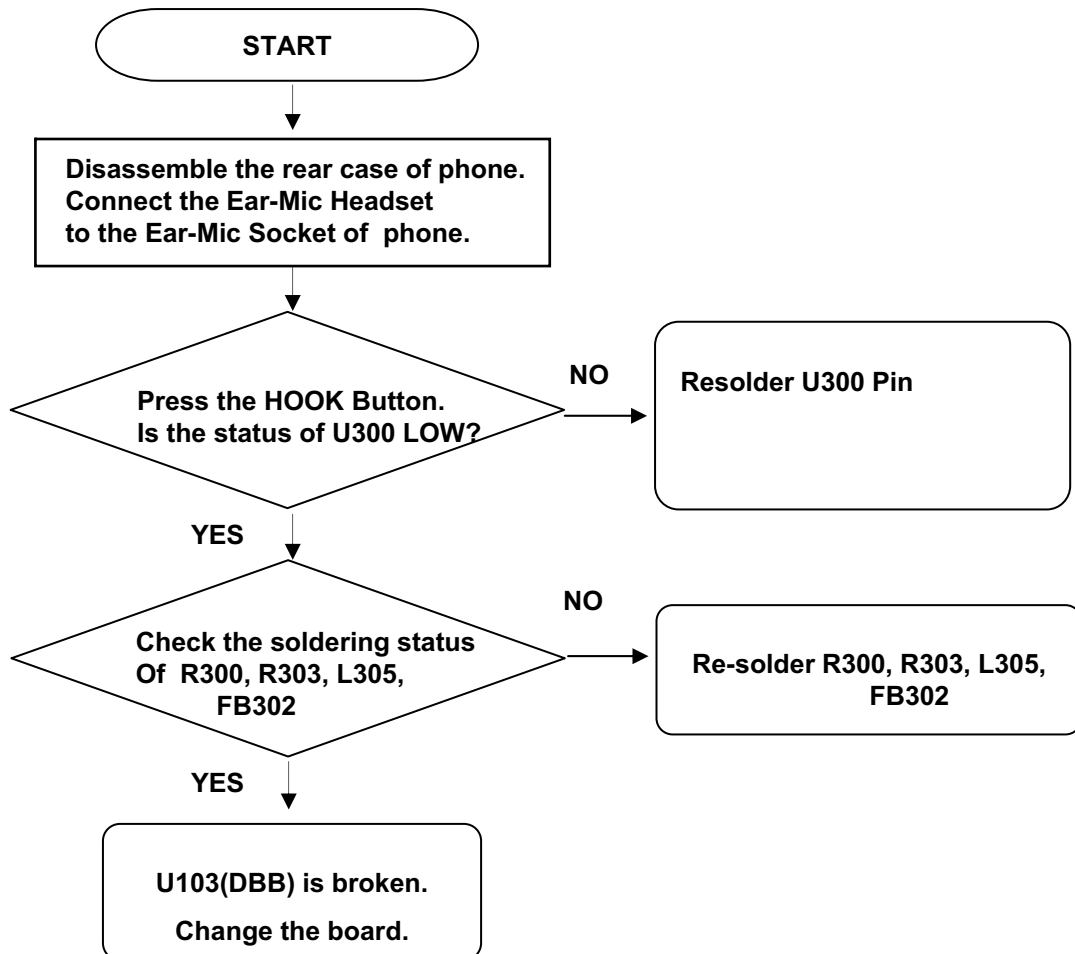 START
Disassemble the rear case of phone.
Connect the Ear-Mic Headset
to the Ear-Mic Socket of phone.
Press the HOOK Button.
Is the status of U300 LOW?
NO
Resolder U300 Pin
YES
Check the soldering status
Of R300, R303, L305,
FB302
NO
Re-solder R300, R303, L305,
FB302
YES
U103(DBB) is broken.
Change the board.